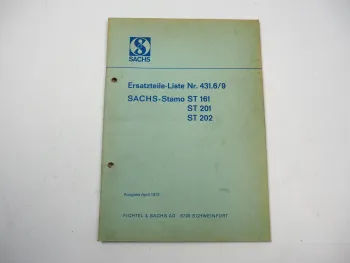 SACHS
Ersatzteile-Liste Nr. 431.6/9
SACHS-Stamo ST 161
ST 201
ST 202
Ausgabe April 1972
FICHTEL & SACHS AG · 8720 SCHWEINFURT